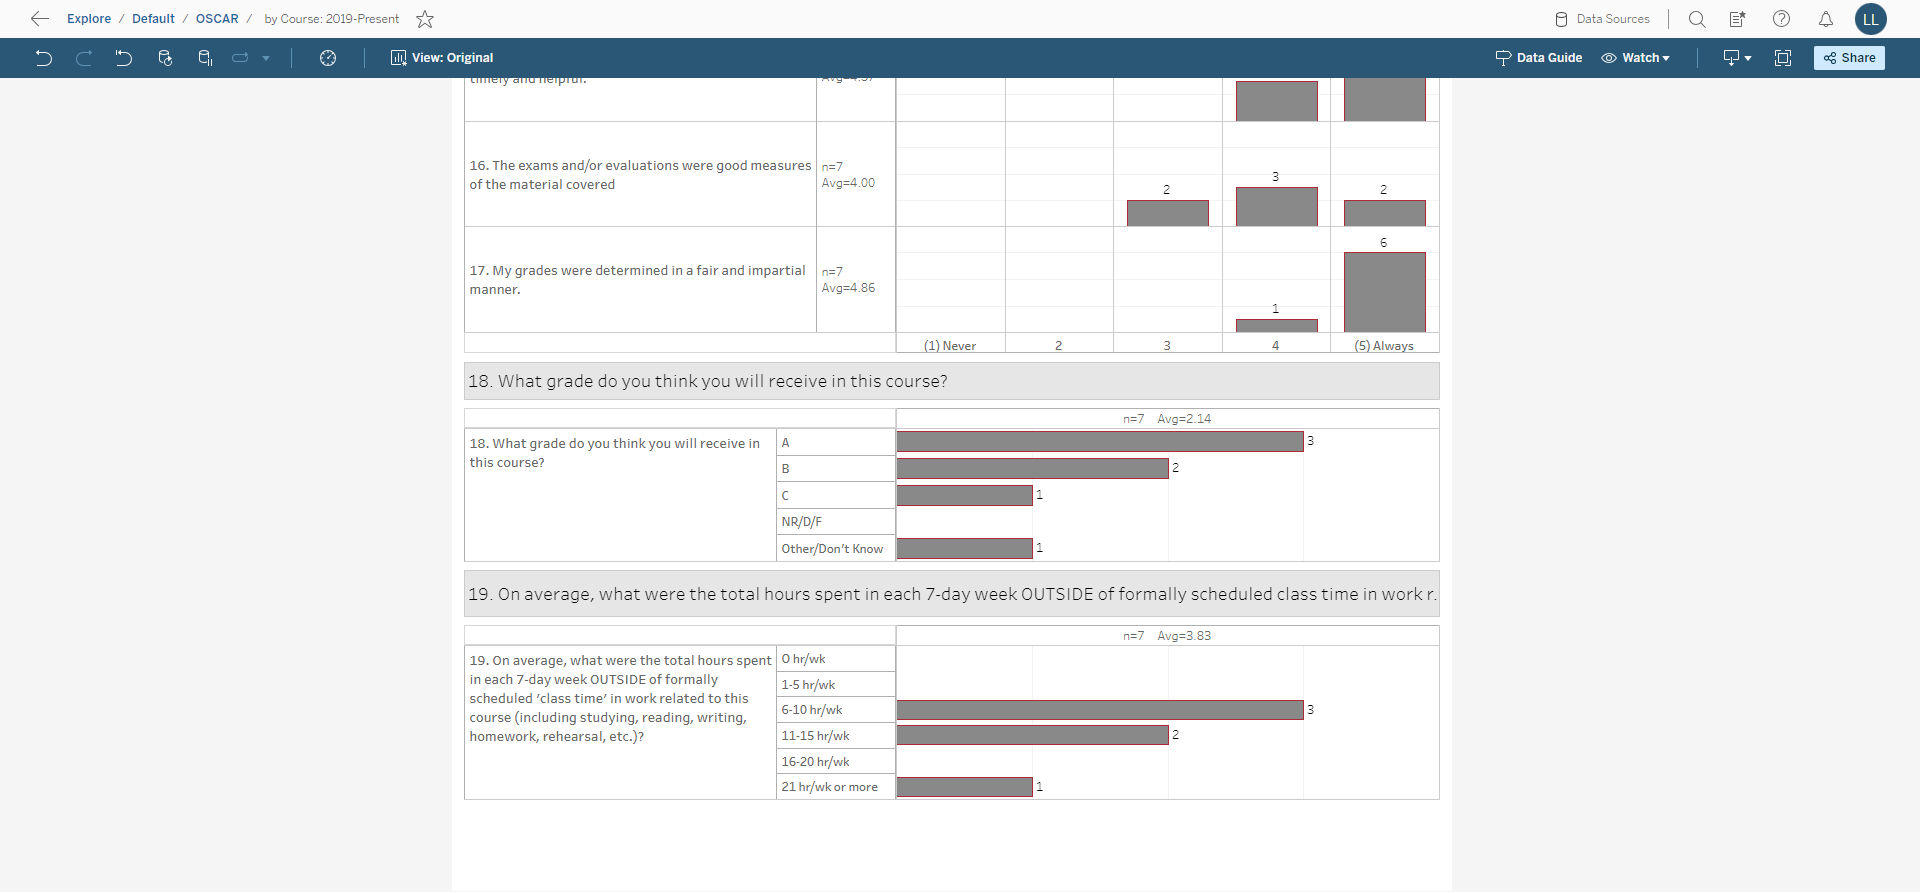 Explore / Default / OSCAR / by Course: 2019-Present
Data Sources
LL
View: Original
Data Guide
Watch
Share
timely and helpful.
16. The exams and/or evaluations were good measures
of the material covered
n=7
Avg=4.00
2
3
2
17. My grades were determined in a fair and impartial
manner.
n=7
Avg=4.86
1
6
(1) Never
2
3
4
(5) Always
18. What grade do you think you will receive in this course?
n=7 Avg=2.14
18. What grade do you think you will receive in
this course?
A
3
B
2
C
1
NR/D/F
Other/Don't Know
1
19. On average, what were the total hours spent in each 7-day week OUTSIDE of formally scheduled class time in work r.
n=7 Avg=3.83
19. On average, what were the total hours spent
in each 7-day week OUTSIDE of formally
scheduled ‘class time’ in work related to this
course (including studying, reading, writing,
homework, rehearsal, etc.)?
0 hr/wk
1-5 hr/wk
6-10 hr/wk
3
11-15 hr/wk
2
16-20 hr/wk
21 hr/wk or more
1